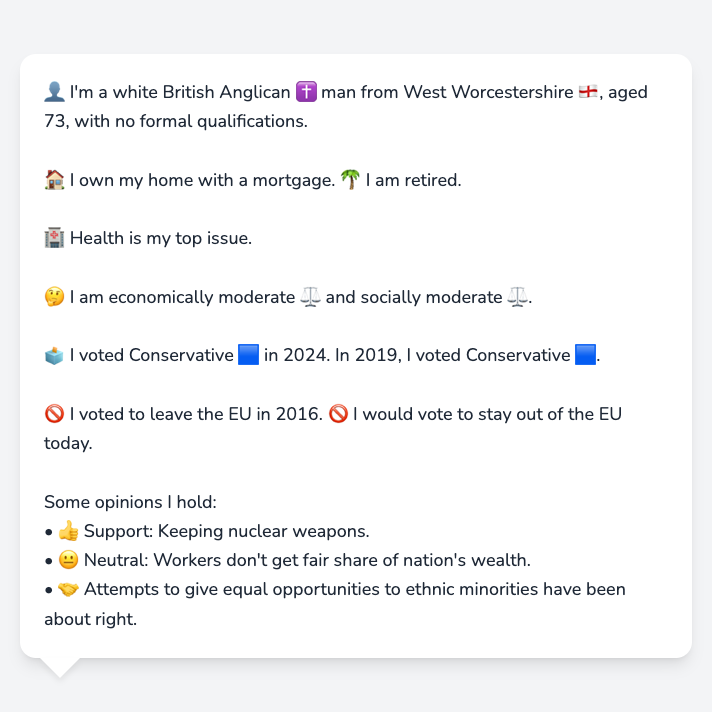 👤 I'm a white British Anglican ✝️ man from West Worcestershire 🏴󠁧󠁢󠁥󠁮󠁧󠁿, aged
73, with no formal qualifications.
🏠 I own my home with a mortgage. 🌴 I am retired.
🏥 Health is my top issue.
🤔 I am economically moderate ⚖️ and socially moderate ⚖️.
🗳️ I voted Conservative 🟦 in 2024. In 2019, I voted Conservative 🟦.
🚫 I voted to leave the EU in 2016. 🚫 I would vote to stay out of the EU
today.
Some opinions I hold:
• 👍 Support: Keeping nuclear weapons.
• 😐 Neutral: Workers don't get fair share of nation's wealth.
• 🤝 Attempts to give equal opportunities to ethnic minorities have been
about right.